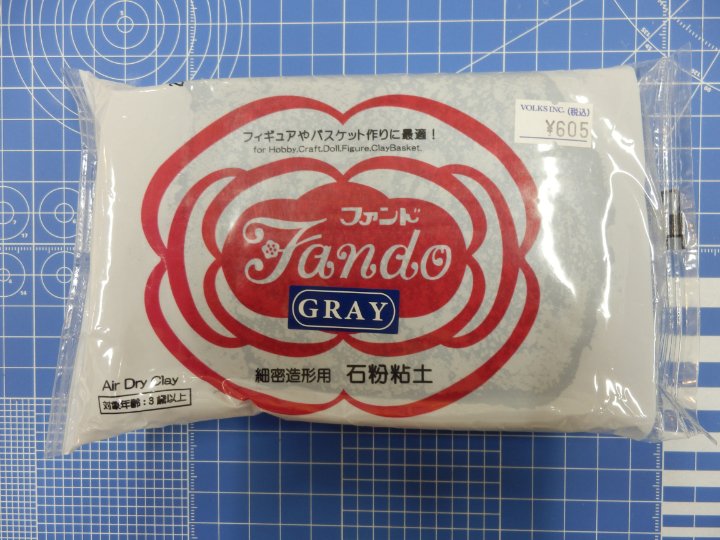 VOLKS INC. (税込)
¥605
フィギュアやバスケット作りに最適！
for Hobby,Craft,Doll,Figure,ClayBasket.
ファンド
Fando
GRAY
細密造形用 石粉粘土
Air Dry Clay
対象年齢：3歳以上